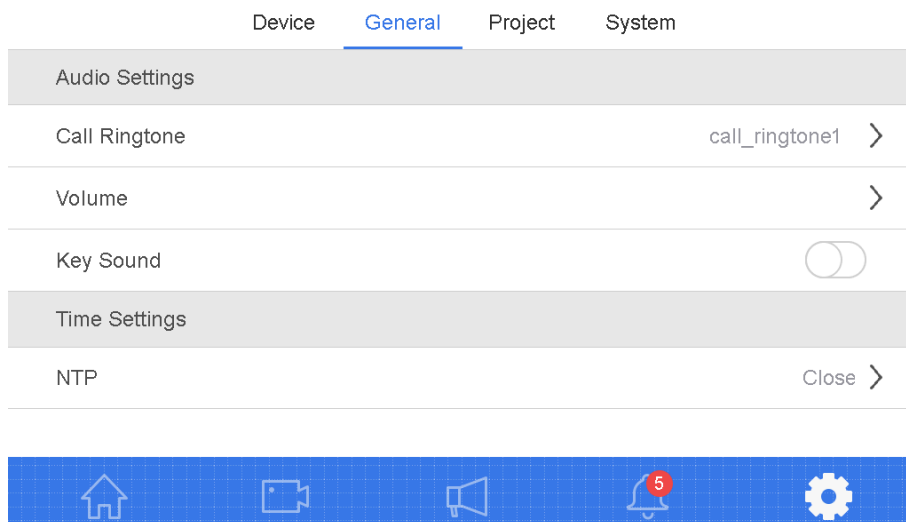 Device General Project System
Audio Settings
Call Ringtone call_ringtone1
Volume
Key Sound
Time Settings
NTP Close
5